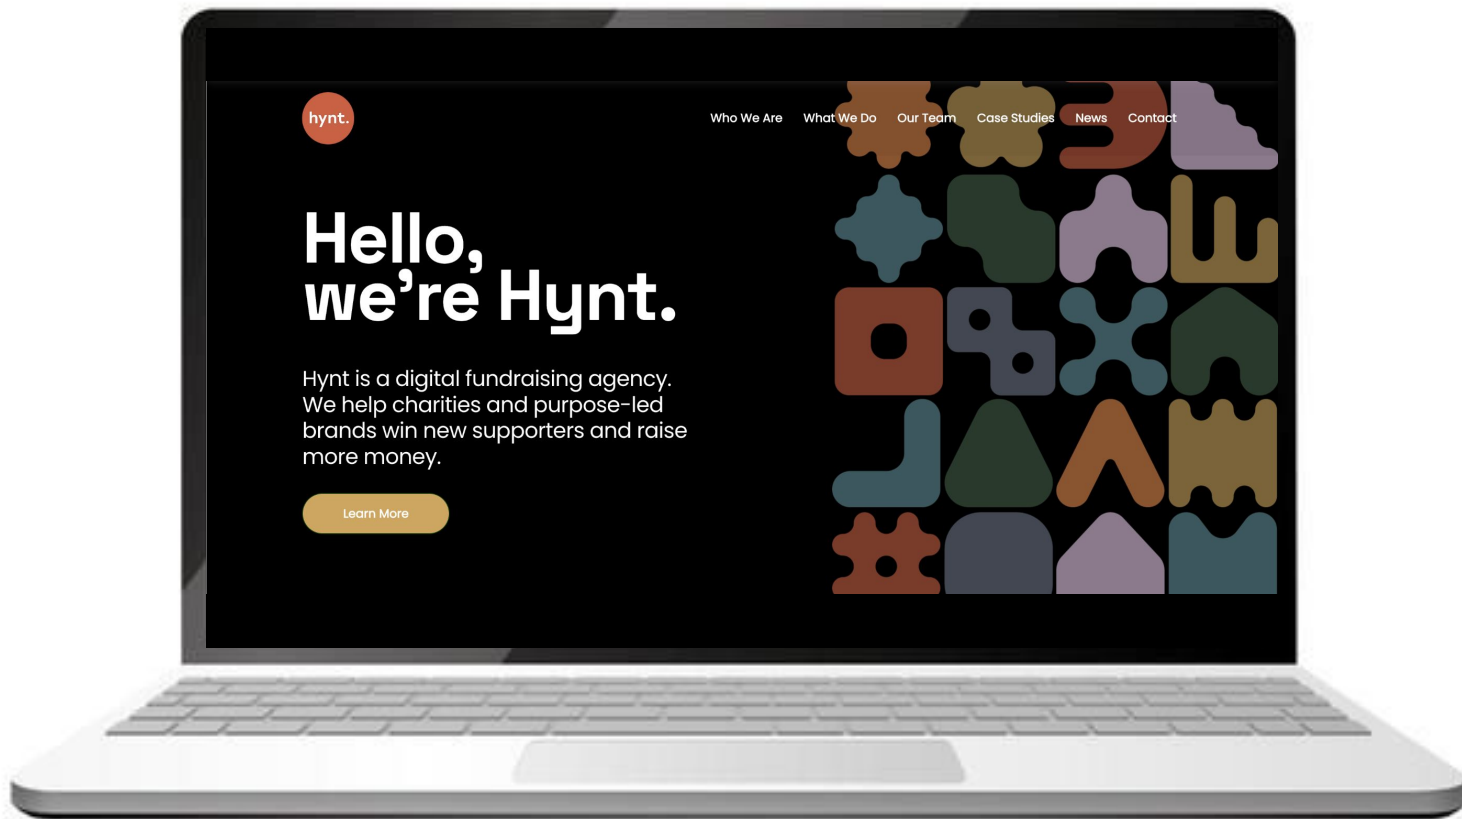 hynt.
Who We Are What We Do Our Team Case Studies News Contact
Hello,
we’re Hynt.
Hynt is a digital fundraising agency.
We help charities and purpose-led
brands win new supporters and raise
more money.
Learn More